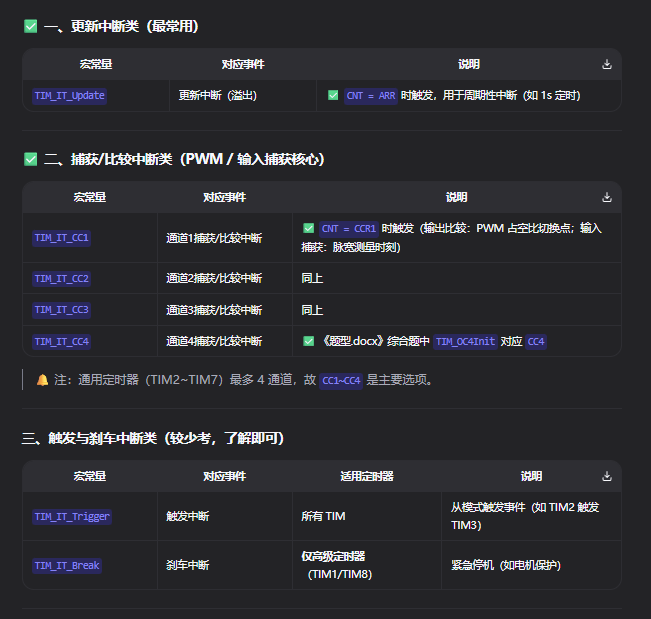 ✅ 一、更新中断类（最常用）
宏常量 对应事件 说明
TIM_IT_Update 更新中断（溢出） ✅ CNT = ARR 时触发，用于周期性中断（如 1s 定时）
✅ 二、捕获/比较中断类（PWM / 输入捕获核心）
宏常量 对应事件 说明
TIM_IT_CC1 通道1捕获/比较中断 ✅ CNT = CCR1 时触发（输出比较：PWM 占空比切换点；输入
捕获：脉宽测量时刻）
TIM_IT_CC2 通道2捕获/比较中断 同上
TIM_IT_CC3 通道3捕获/比较中断 同上
TIM_IT_CC4 通道4捕获/比较中断 ✅ 《题型.docx》综合题中 TIM_OC4Init 对应 CC4
🔔 注：通用定时器（TIM2~TIM7）最多 4 通道，故 CC1~CC4 是主要选项。
三、触发与刹车中断类（较少考，了解即可）
宏常量 对应事件 适用定时器 说明
TIM_IT_Trigger 触发中断 所有 TIM 从模式触发事件（如 TIM2 触发
TIM3）
TIM_IT_Break 刹车中断 仅高级定时器 紧急停机（如电机保护）
（TIM1/TIM8）